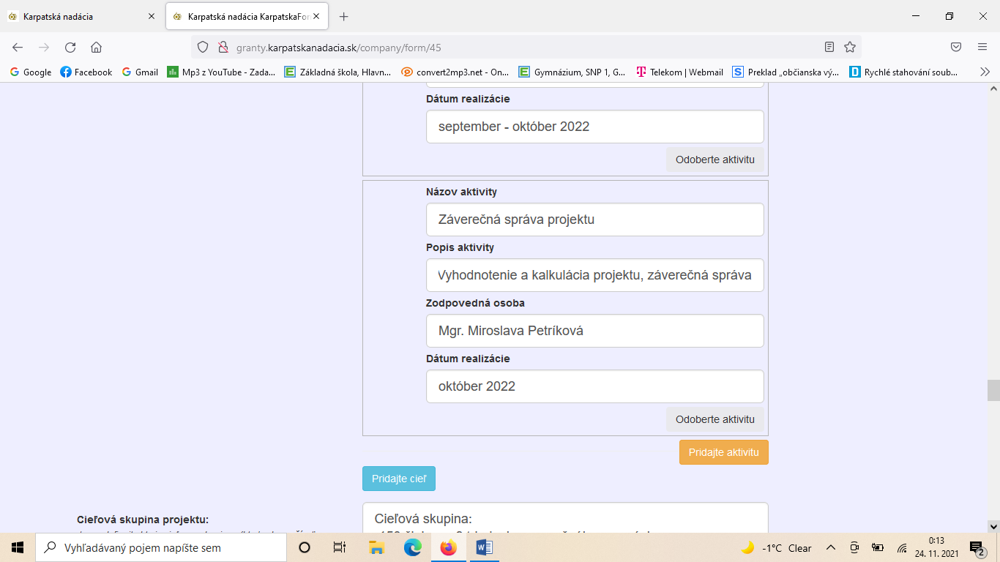 Karpatská nadácia
Karpatská nadácia KarpatskaFor
granty.karpatskanadacia.sk/company/form/45
Google
Facebook
Gmail
Mp3 z YouTube - Zada...
Základná škola, Hlavn...
convert2mp3.net - On...
Gymnázium, SNP 1, G...
Telekom | Webmail
Preklad „občianska vý...
Rychlé stahování soub...
Dátum realizácie
september - október 2022
Odoberte aktivitu
Názov aktivity
Záverečná správa projektu
Popis aktivity
Vyhodnotenie a kalkulácia projektu, záverečná správa
Zodpovedná osoba
Mgr. Miroslava Petríková
Dátum realizácie
október 2022
Odoberte aktivitu
Pridajte aktivitu
Pridajte cieľ
Cieľová skupina projektu:
Cieľová skupina:
Vyhľadávaný pojem napíšte sem
-1°C Clear
0:13
24. 11. 2021
2